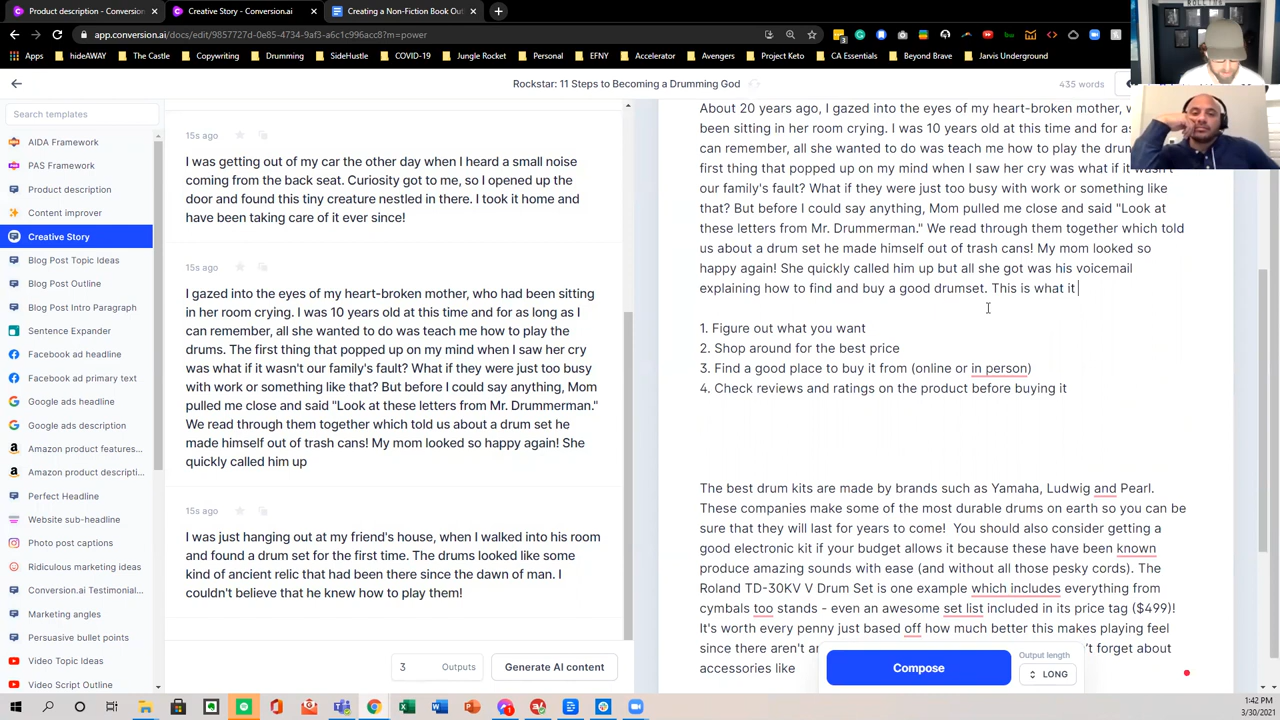 Product description - Conversion
Creative Story - Conversion.ai
Creating a Non-Fiction Book Out
app.conversion.ai/docs/edit/9857727d-0e85-4734-9af3-a6c1c996aac8?m=power
Apps
hideAWAY
The Castle
Copywriting
Drumming
SideHustle
COVID-19
Jungle Rocket
Personal
EFNY
Accelerator
Avengers
Project Keto
CA Essentials
Beyond Brave
Jarvis Underground
Rockstar: 11 Steps to Becoming a Drumming God
435 words
Search templates
AIDA Framework
PAS Framework
Product description
Content improver
Creative Story
Blog Post Topic Ideas
Blog Post Outline
Blog Post Intro Paragraph
Sentence Expander
Facebook ad headline
Facebook ad primary text
Google ads headline
Google ads description
Amazon product features...
Amazon product descripti...
Perfect Headline
Website sub-headline
Photo post captions
Ridiculous marketing ideas
Conversion.ai Testimonial...
Marketing angles
Persuasive bullet points
Video Topic Ideas
Video Script Outline
15s ago
I was getting out of my car the other day when I heard a small noise
coming from the back seat. Curiosity got to me, so I opened up the
door and found this tiny creature nestled in there. I took it home and
have been taking care of it ever since!
15s ago
I gazed into the eyes of my heart-broken mother, who had been sitting
in her room crying. I was 10 years old at this time and for as long as I
can remember, all she wanted to do was teach me how to play the
drums. The first thing that popped up on my mind when I saw her cry
was what if it wasn't our family's fault? What if they were just too busy
with work or something like that? But before I could say anything, Mom
pulled me close and said "Look at these letters from Mr. Drummerman."
We read through them together which told us about a drum set he
made himself out of trash cans! My mom looked so happy again! She
quickly called him up
15s ago
I was just hanging out at my friend's house, when I walked into his room
and found a drum set for the first time. The drums looked like some
kind of ancient relic that had been there since the dawn of man. I
couldn't believe that he knew how to play them!
3 Outputs
Generate AI content
About 20 years ago, I gazed into the eyes of my heart-broken mother,
been sitting in her room crying. I was 10 years old at this time and for as
can remember, all she wanted to do was teach me how to play the
first thing that popped up on my mind when I saw her cry was what if it wasn't
our family's fault? What if they were just too busy with work or something like
that? But before I could say anything, Mom pulled me close and said "Look at
these letters from Mr. Drummerman." We read through them together which told
us about a drum set he made himself out of trash cans! My mom looked so
happy again! She quickly called him up but all she got was his voicemail
explaining how to find and buy a good drumset. This is what it
1. Figure out what you want
2. Shop around for the best price
3. Find a good place to buy it from (online or in person)
4. Check reviews and ratings on the product before buying it
The best drum kits are made by brands such as Yamaha, Ludwig and Pearl.
These companies make some of the most durable drums on earth so you can be
sure that they will last for years to come! You should also consider getting a
good electronic kit if your budget allows it because these have been known
produce amazing sounds with ease (and without all those pesky cords). The
Roland TD-30KV V Drum Set is one example which includes everything from
cymbals too stands - even an awesome set list included in its price tag ($499)!
It's worth every penny just based off how much better this makes playing feel
since there aren't forget about
accessories like
Compose
Output length
LONG
1:42 PM
3/30/2021